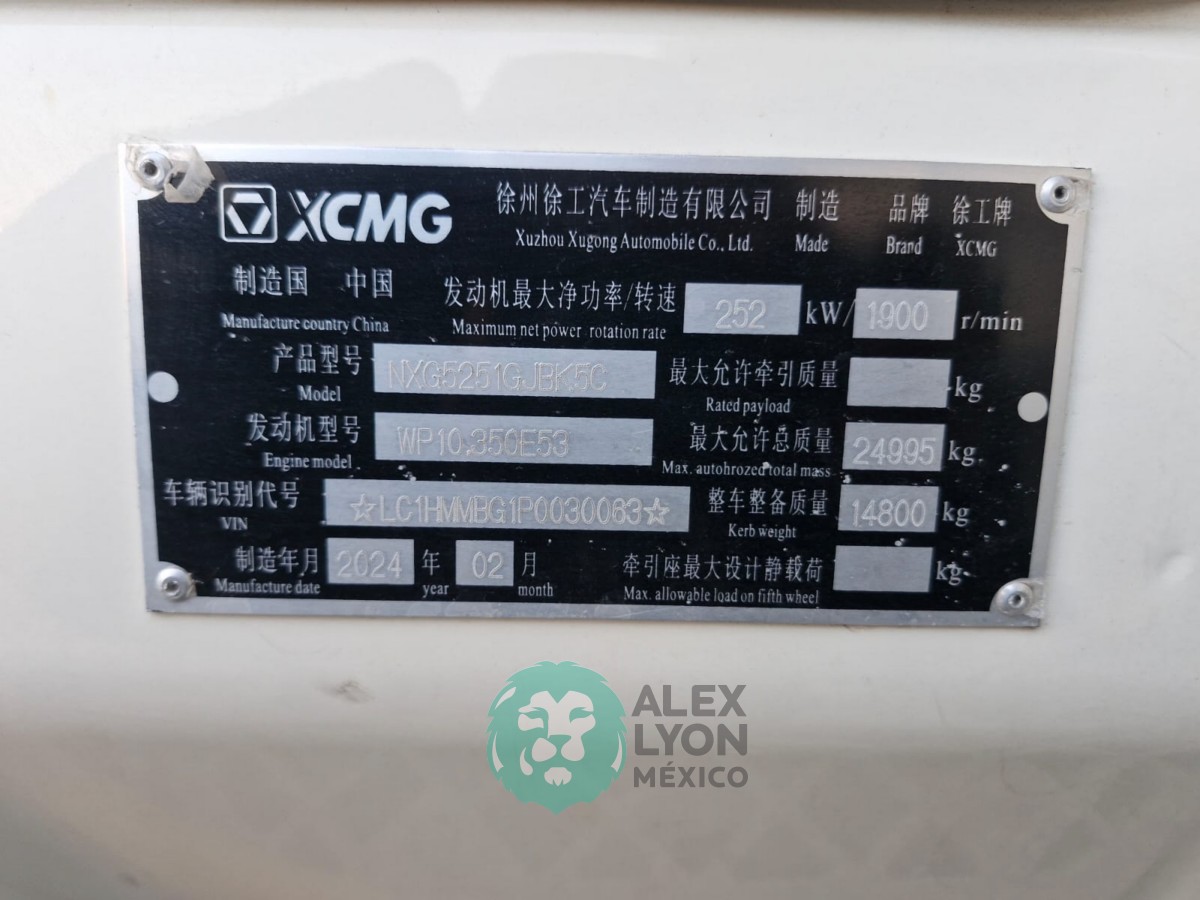 XCMG 徐州徐工汽车制造有限公司 制造 品牌 徐工牌
Xuzhou Xugong Automobile Co., Ltd. Made Brand XCMG
制造国 中国 发动机最大净功率/转速 252 kW/ 1900 r/min
Manufacture country China Maximum net power rotation rate
产品型号 NXG5251GJBK5C 最大允许牵引质量 kg
Model Rated payload
发动机型号 WP10.350E53 最大允许总质量 24995 kg
Engine model Max. autohrozed total mass
车辆识别代号 ☆LC1HMMBG1P0030063☆ 整车整备质量 14800 kg
VIN Kerb weight
制造年月 2024 年 02 月 牵引座最大设计静载荷 kg
Manufacture date year month Max. allowable load on fifth wheel
ALEX
LYON
MÉXICO